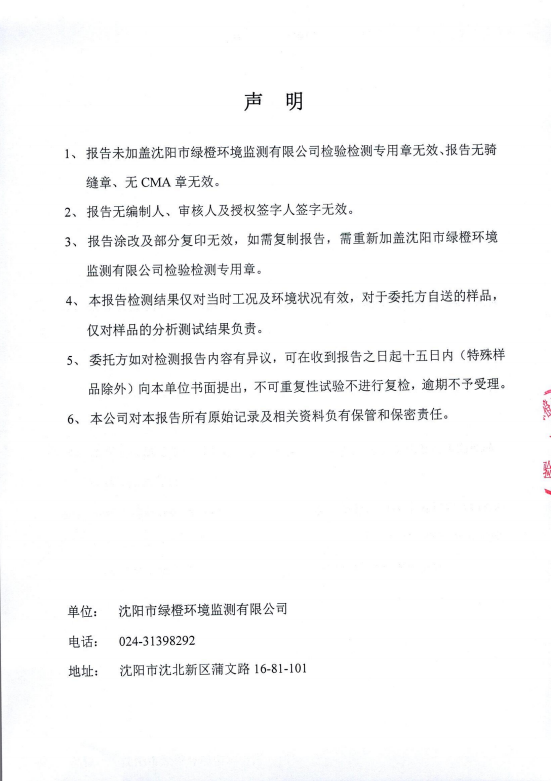 声 明
1、报告未加盖沈阳市绿橙环境监测有限公司检验检测专用章无效、报告无骑
缝章、无 CMA 章无效。
2、报告无编制人、审核人及授权签字人签字无效。
3、报告涂改及部分复印无效，如需复制报告，需重新加盖沈阳市绿橙环境
监测有限公司检验检测专用章。
4、本报告检测结果仅对当时工况及环境状况有效，对于委托方自送的样品，
仅对样品的分析测试结果负责。
5、委托方如对检测报告内容有异议，可在收到报告之日起十五日内（特殊样
品除外）向本单位书面提出，不可重复性试验不进行复检，逾期不予受理。
6、本公司对本报告所有原始记录及相关资料负有保管和保密责任。
单位： 沈阳市绿橙环境监测有限公司
电话： 024-31398292
地址： 沈阳市沈北新区蒲文路 16-81-101